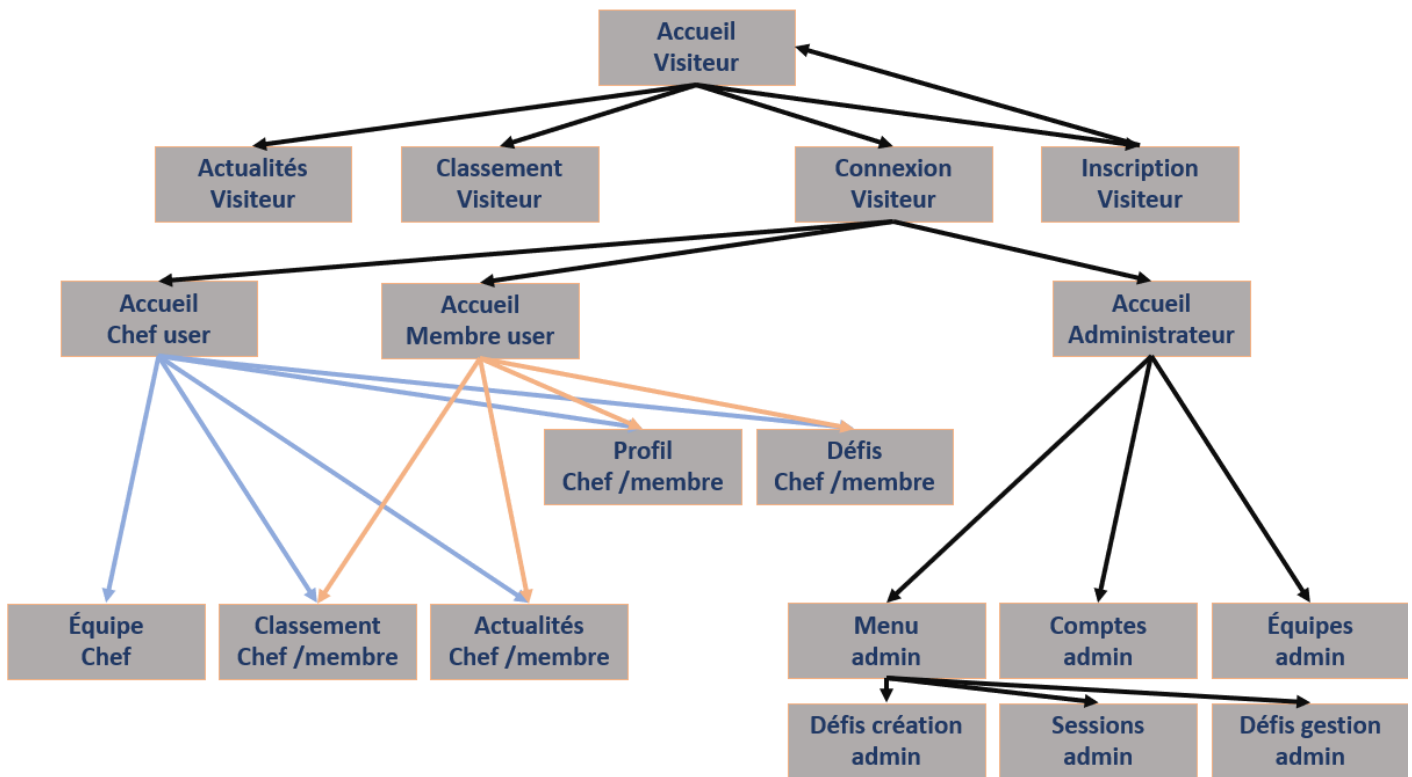 Accueil
Visiteur
Actualités
Visiteur
Classement
Visiteur
Connexion
Visiteur
Inscription
Visiteur
Accueil
Chef user
Accueil
Membre user
Accueil
Administrateur
Profil
Chef /membre
Défis
Chef /membre
Équipe
Chef
Classement
Chef /membre
Actualités
Chef /membre
Menu
admin
Comptes
admin
Équipes
admin
Défis création
admin
Sessions
admin
Défis gestion
admin